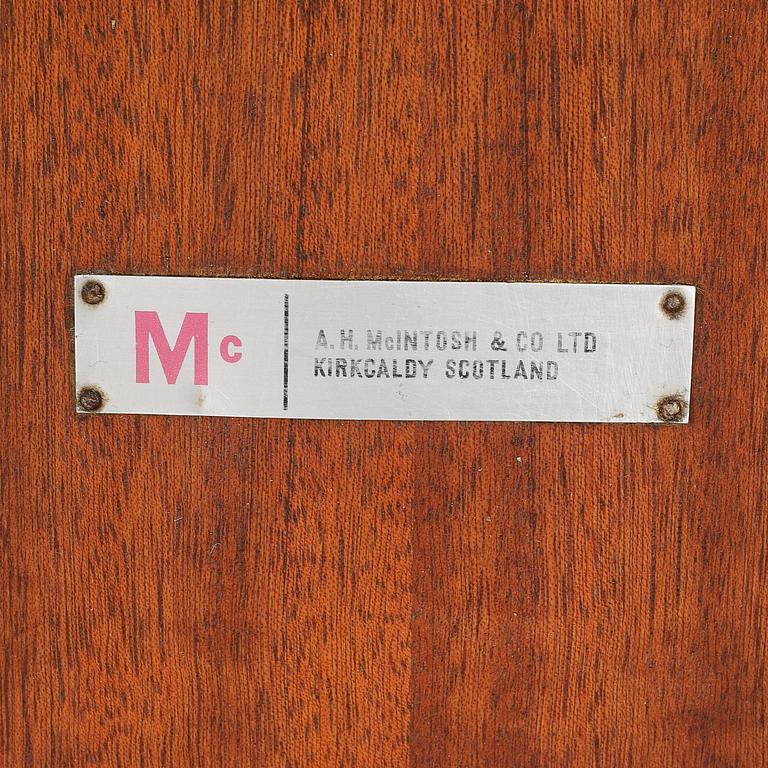 Mc
A. H. McINTOSH & CO LTD
KIRKCALDY SCOTLAND